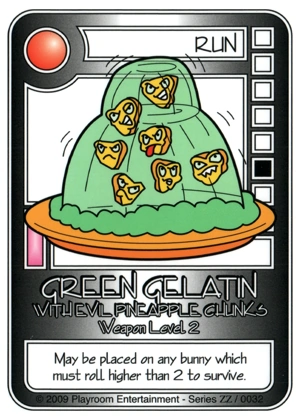 RUN
GREEN GELATIN
WITH EVIL PINEAPPLE CHUNKS
Weapon Level 2
May be placed on any bunny which
must roll higher than 2 to survive.
© 2009 Playroom Entertainment - Series ZZ / 0032